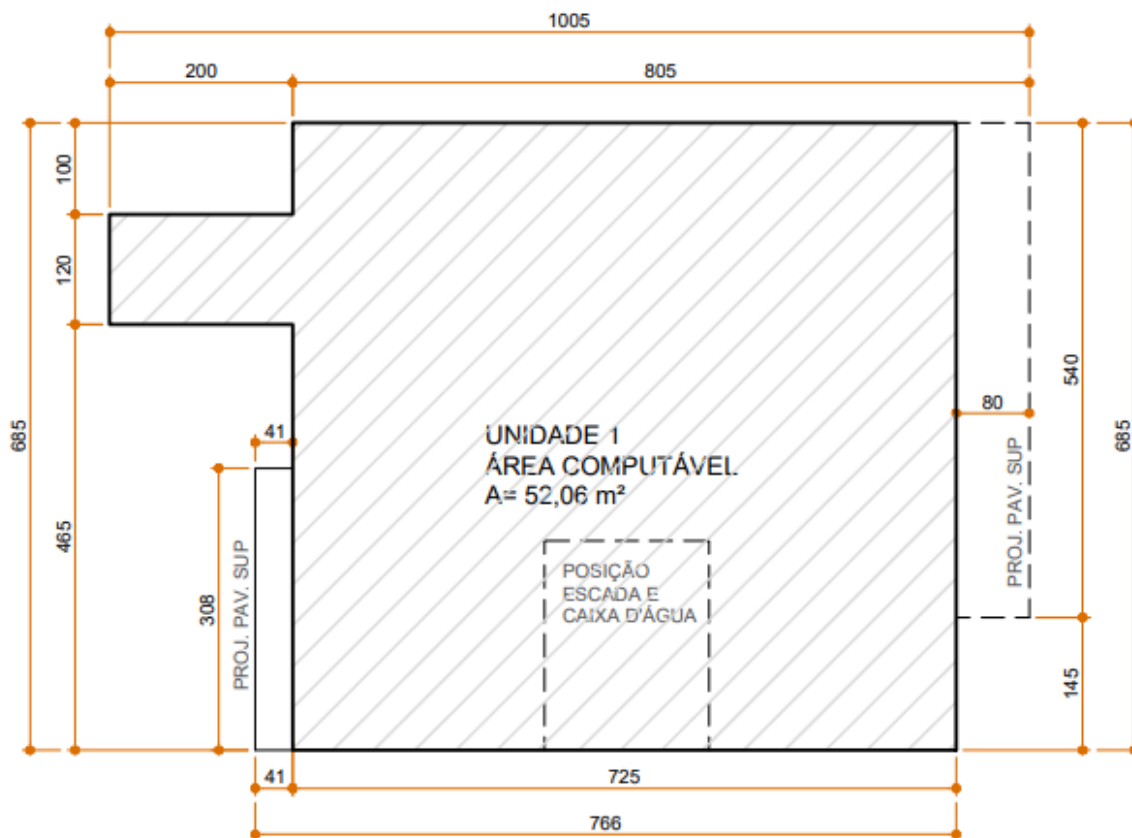 1005
200
805
100
120
685
465
41
308
PROJ. PAV. SUP
UNIDADE 1
ÁREA COMPUTÁVEL
A= 52,06 m²
POSIÇÃO
ESCADA E
CAIXA D'ÁGUA
80
PROJ. PAV. SUP
540
685
145
41
725
766